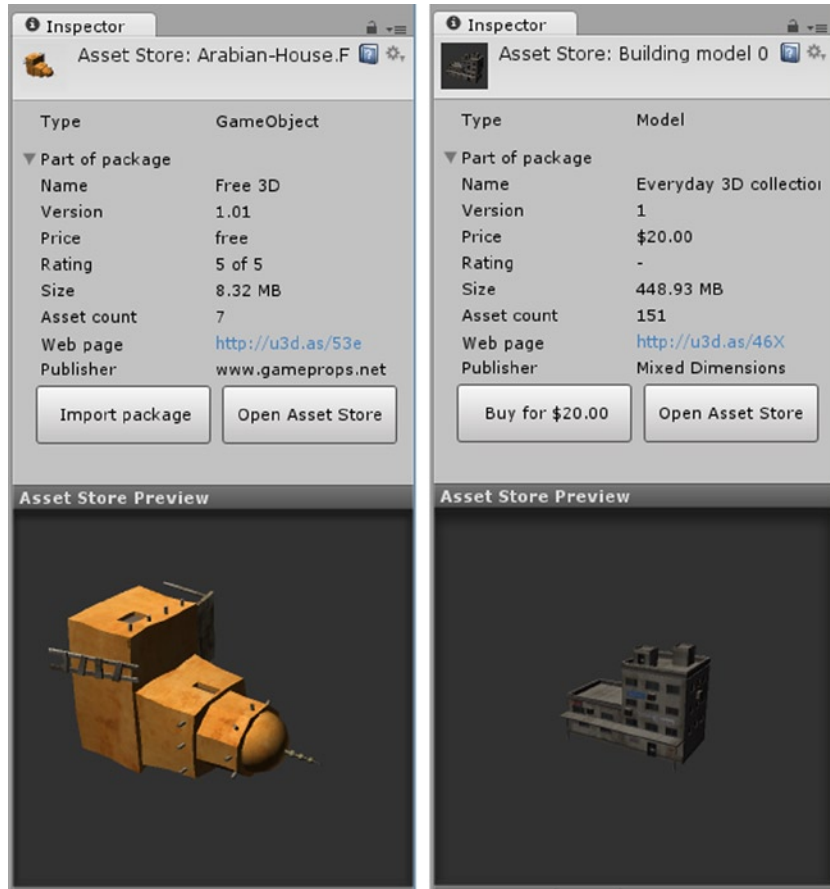 Inspector
Asset Store: Arabian-House.F
Type GameObject
Part of package
Name Free 3D
Version 1.01
Price free
Rating 5 of 5
Size 8.32 MB
Asset count 7
Web page http://u3d.as/53e
Publisher www.gameprops.net
Import package Open Asset Store
Asset Store Preview
Inspector
Asset Store: Building model 0
Type Model
Part of package
Name Everyday 3D collection
Version 1
Price $20.00
Rating -
Size 448.93 MB
Asset count 151
Web page http://u3d.as/46X
Publisher Mixed Dimensions
Buy for $20.00 Open Asset Store
Asset Store Preview